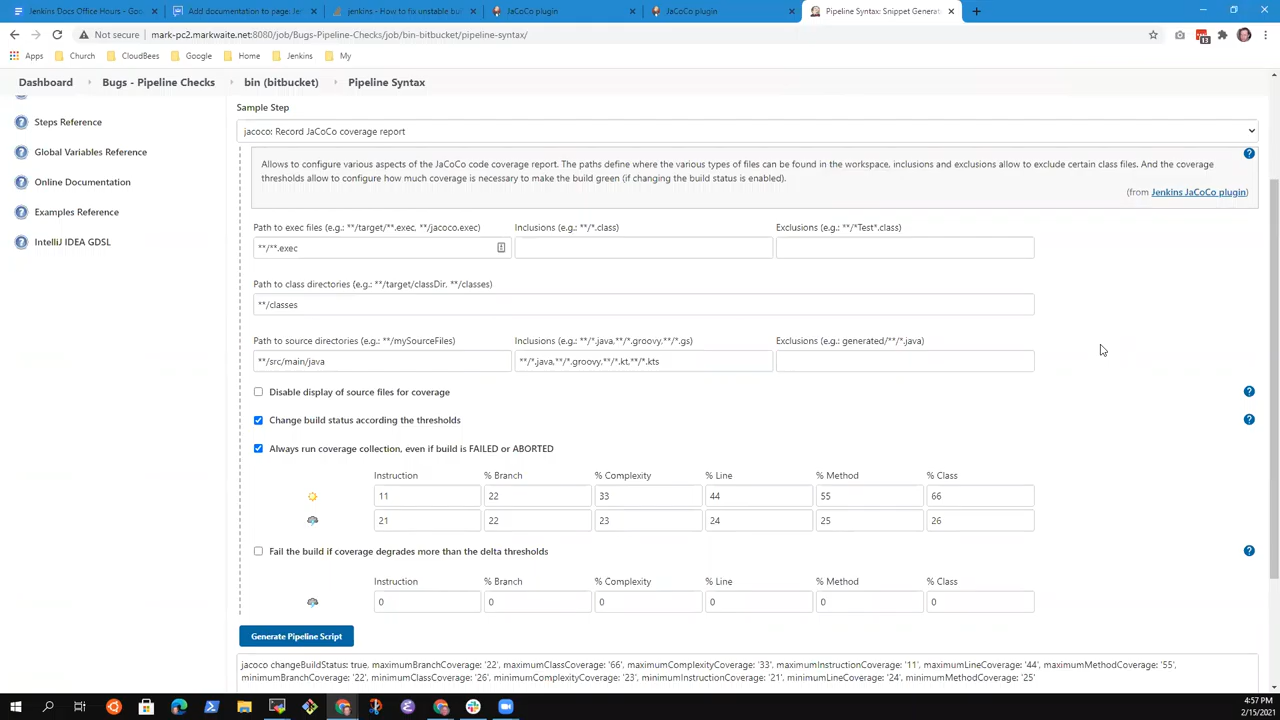 Jenkins Docs Office Hours - Goo
Add documentation to page: Jen
jenkins - How to fix unstable bu
JaCoCo plugin
JaCoCo plugin
Pipeline Syntax: Snippet Generat
Not secure
mark-pc2.markwaite.net:8080/job/Bugs-Pipeline-Checks/job/bin-bitbucket/pipeline-syntax/
13
Apps
Church
CloudBees
Google
Home
Jenkins
My
Dashboard
Bugs - Pipeline Checks
bin (bitbucket)
Pipeline Syntax
Steps Reference
Global Variables Reference
Online Documentation
Examples Reference
IntelliJ IDEA GDSL
Sample Step
jacoco: Record JaCoCo coverage report
Allows to configure various aspects of the JaCoCo code coverage report. The paths define where the various types of files can be found in the workspace, inclusions and exclusions allow to exclude certain class files. And the coverage
thresholds allow to configure how much coverage is necessary to make the build green (if changing the build status is enabled).
(from Jenkins JaCoCo plugin)
Path to exec files (e.g.: **/target/**.exec, **/jacoco.exec)
Inclusions (e.g.: **/*.class)
Exclusions (e.g.: **/*Test*.class)
**/**.exec
Path to class directories (e.g.: **/target/classDir, **/classes)
**/classes
Path to source directories (e.g.: **/mySourceFiles)
Inclusions (e.g.: **/*.java,**/*.groovy,**/*.gs)
Exclusions (e.g.: generated/**/*.java)
**/src/main/java
**/*.java,**/*.groovy,**/*.kt,**/*.kts
Disable display of source files for coverage
Change build status according the thresholds
Always run coverage collection, even if build is FAILED or ABORTED
Instruction % Branch % Complexity % Line % Method % Class
11 22 33 44 55 66
21 22 23 24 25 26
Fail the build if coverage degrades more than the delta thresholds
Instruction % Branch % Complexity % Line % Method % Class
0 0 0 0 0 0
Generate Pipeline Script
jacoco changeBuildStatus: true, maximumBranchCoverage: '22', maximumClassCoverage: '66', maximumComplexityCoverage: '33', maximumInstructionCoverage: '11', maximumLineCoverage: '44', maximumMethodCoverage: '55',
minimumBranchCoverage: '22', minimumClassCoverage: '26', minimumComplexityCoverage: '23', minimumInstructionCoverage: '21', minimumLineCoverage: '24', minimumMethodCoverage: '25'
4:57 PM
2/15/2021